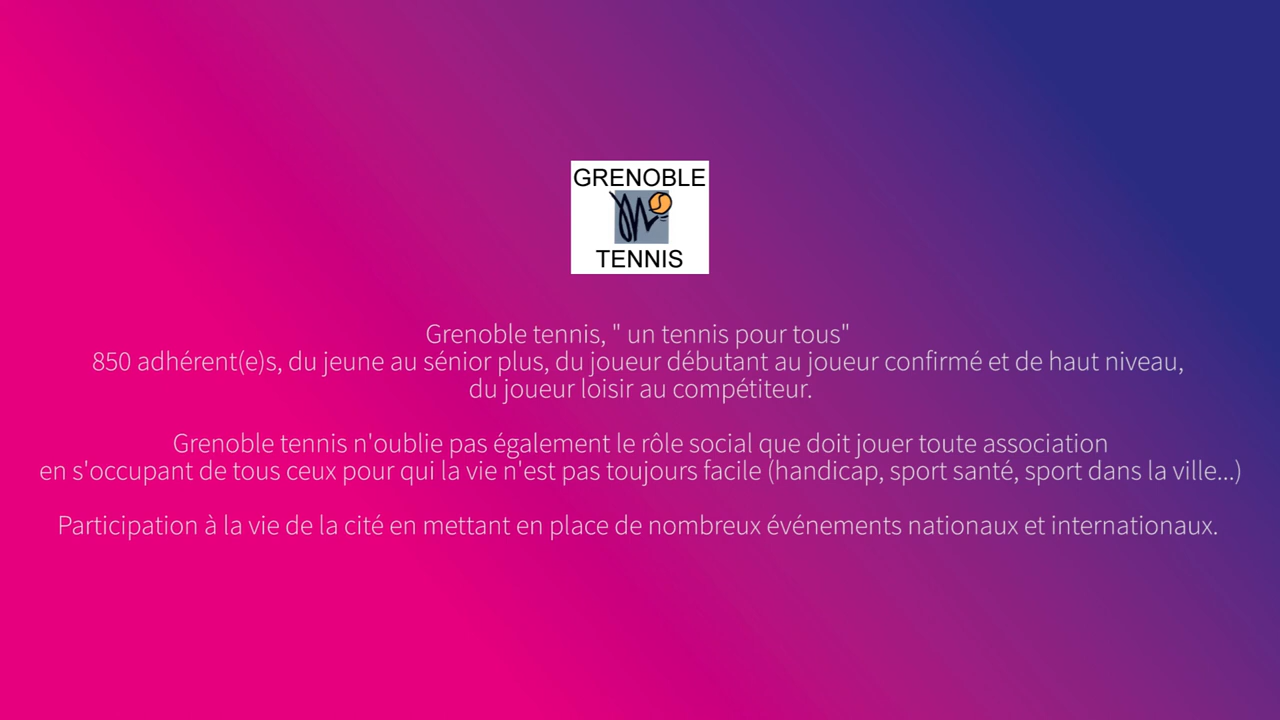 GRENOBLE
TENNIS
Grenoble tennis, " un tennis pour tous"
850 adhérent(e)s, du jeune au sénior plus, du joueur débutant au joueur confirmé et de haut niveau,
du joueur loisir au compétiteur.
Grenoble tennis n'oublie pas également le rôle social que doit jouer toute association
en s'occupant de tous ceux pour qui la vie n'est pas toujours facile (handicap, sport santé, sport dans la ville...)
Participation à la vie de la cité en mettant en place de nombreux événements nationaux et internationaux.